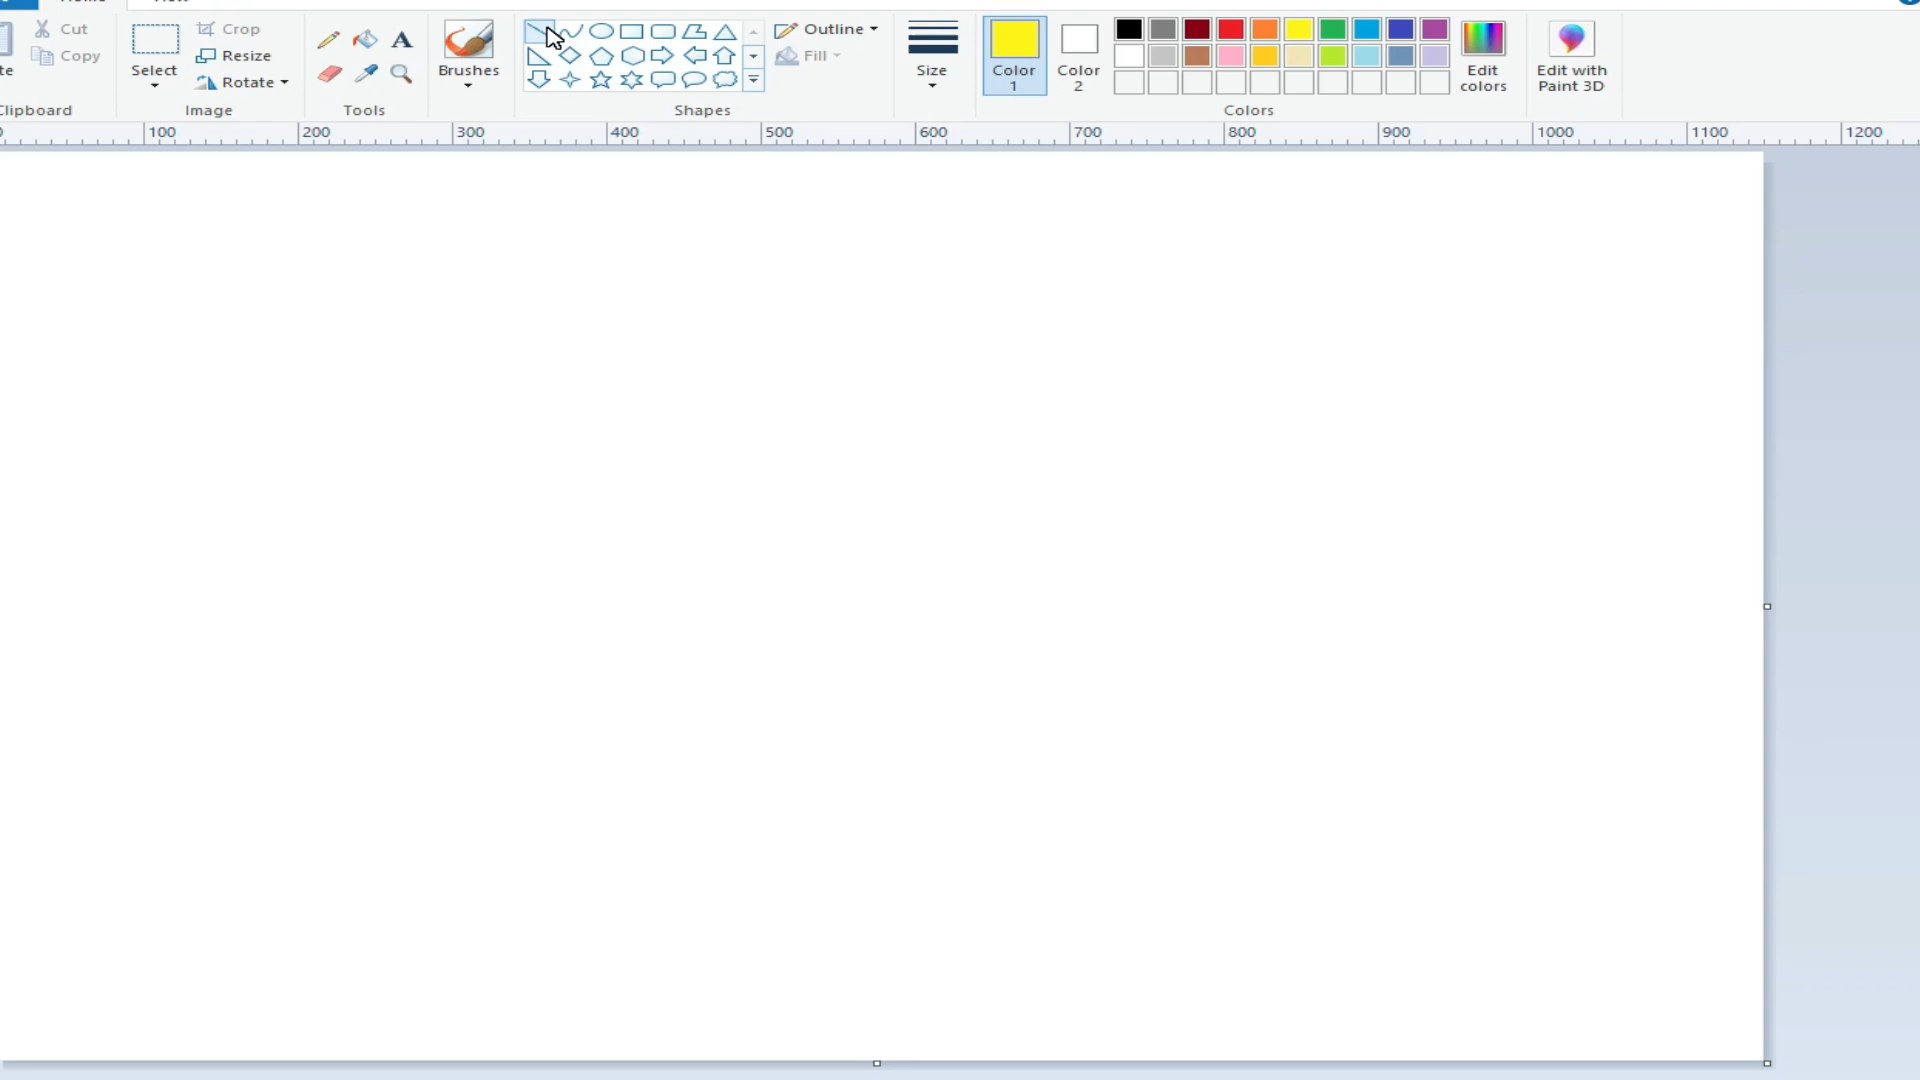 Cut
Crop
Outline
Copy
Select
Resize
Rotate
Brushes
Fill
Size
Color
1
Color
2
Edit
colors
Edit with
Paint 3D
Clipboard
Image
Tools
Shapes
Colors
100 200 300 400 500 600 700 800 900 1000 1100 1200